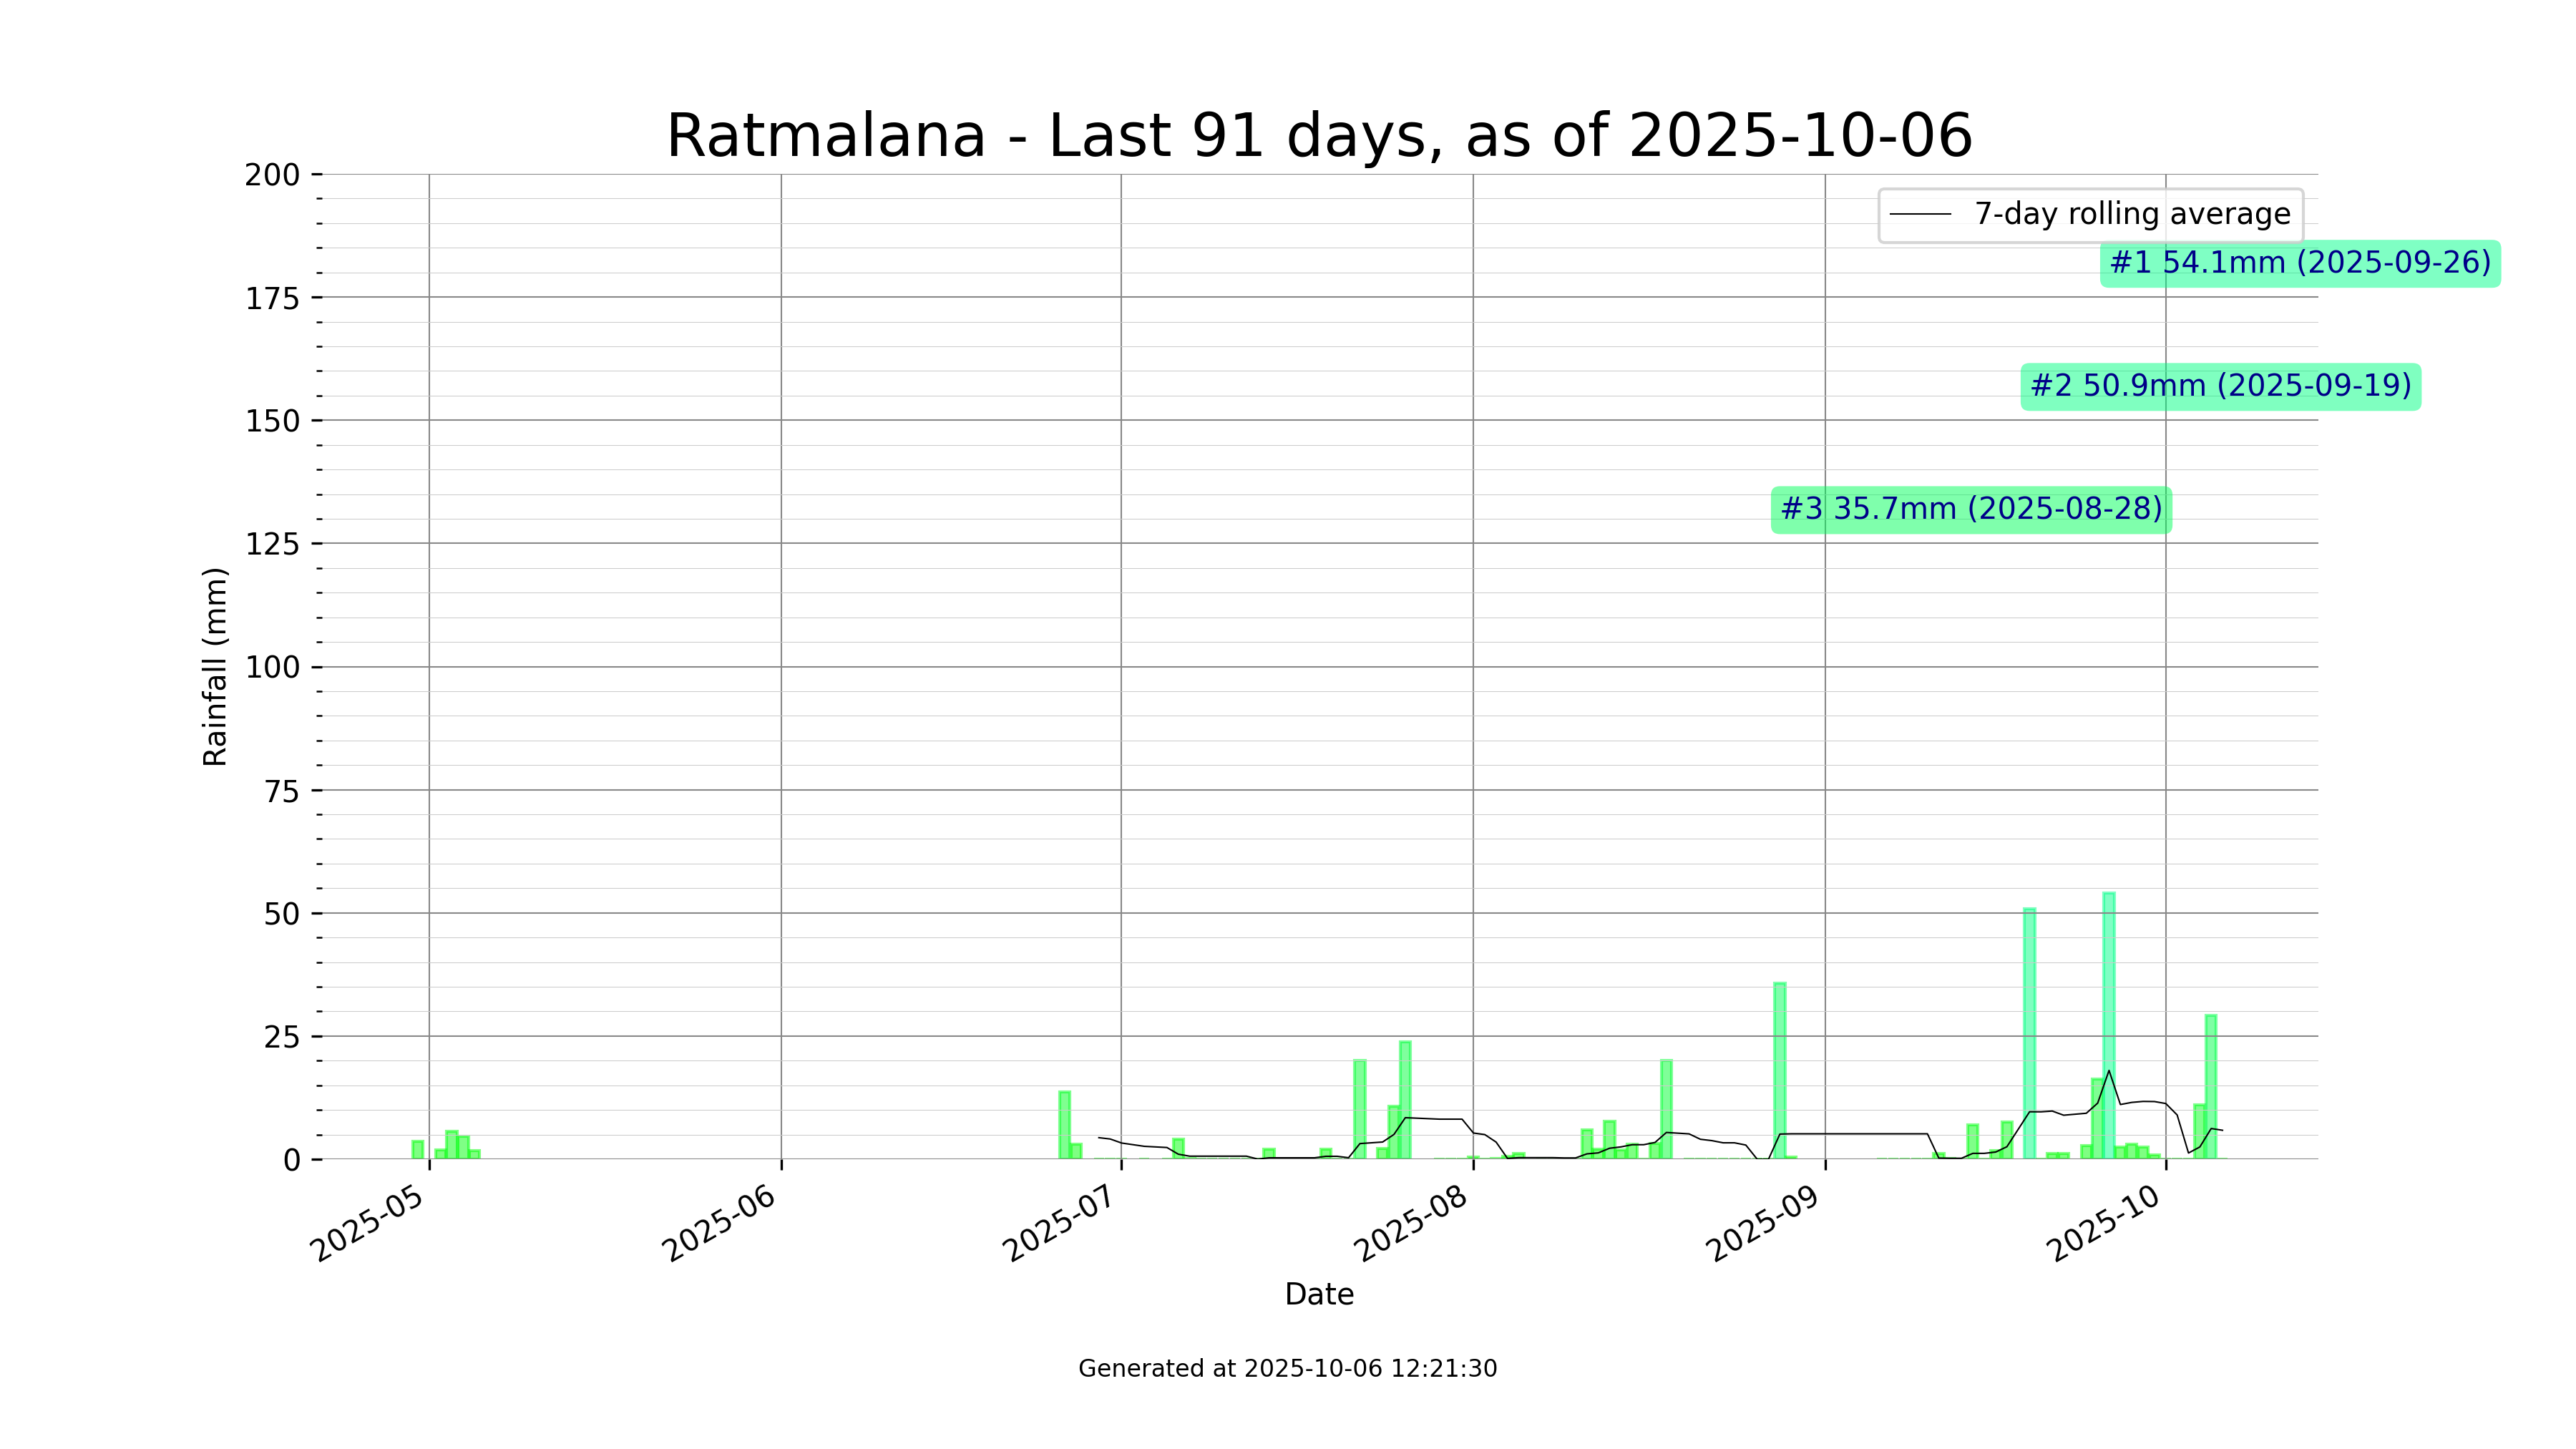 Ratmalana - Last 91 days, as of 2025-10-06
200
175
150
125
100
75
50
25
0
Rainfall (mm)
7-day rolling average
#1 54.1mm (2025-09-26)
#2 50.9mm (2025-09-19)
#3 35.7mm (2025-08-28)
2025-05
2025-06
2025-07
2025-08
2025-09
2025-10
Date
Generated at 2025-10-06 12:21:30